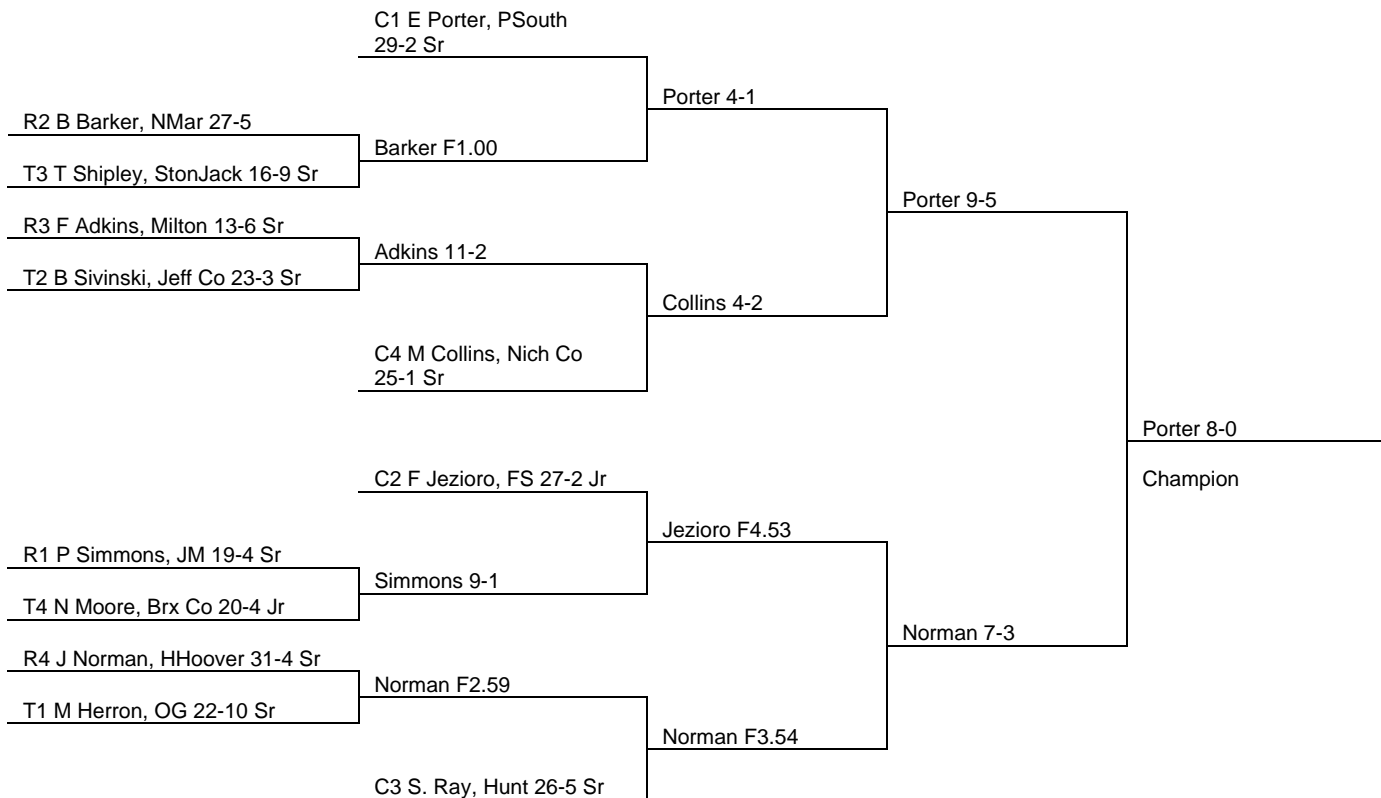 C1 E Porter, PSouth
29-2 Sr
Porter 4-1
R2 B Barker, NMar 27-5
Barker F1.00
T3 T Shipley, StonJack 16-9 Sr
Porter 9-5
R3 F Adkins, Milton 13-6 Sr
Adkins 11-2
T2 B Sivinski, Jeff Co 23-3 Sr
Collins 4-2
C4 M Collins, Nich Co
25-1 Sr
Porter 8-0
Champion
C2 F Jezioro, FS 27-2 Jr
Jezioro F4.53
R1 P Simmons, JM 19-4 Sr
Simmons 9-1
T4 N Moore, Brx Co 20-4 Jr
Norman 7-3
R4 J Norman, HHoover 31-4 Sr
Norman F2.59
T1 M Herron, OG 22-10 Sr
Norman F3.54
C3 S. Ray, Hunt 26-5 Sr